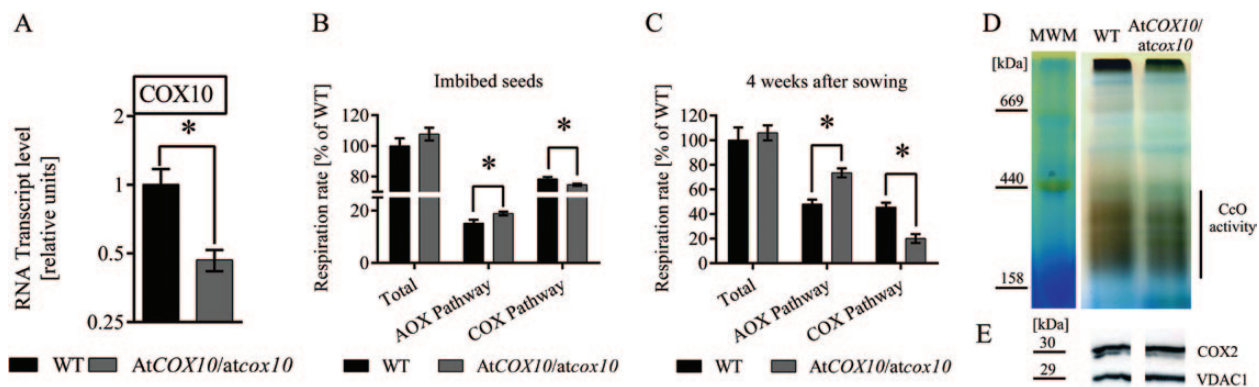 A
COX10
*
RNA Transcript level
[relative units]
2
1
0.5
0.25
WT AtCOX10/atcox10
B
Imbibed seeds
Respiration rate [% of WT]
120
100
80
60
20
0
*
*
Total
AOX Pathway
COX Pathway
WT AtCOX10/atcox10
C
4 weeks after sowing
Respiration rate [% of WT]
120
100
80
60
40
20
0
*
*
Total
AOX Pathway
COX Pathway
WT AtCOX10/atcox10
D
MWM WT AtCOX10/
atcox10
[kDa]
669
440
158
CcO
activity
E
[kDa]
30
29
COX2
VDAC1